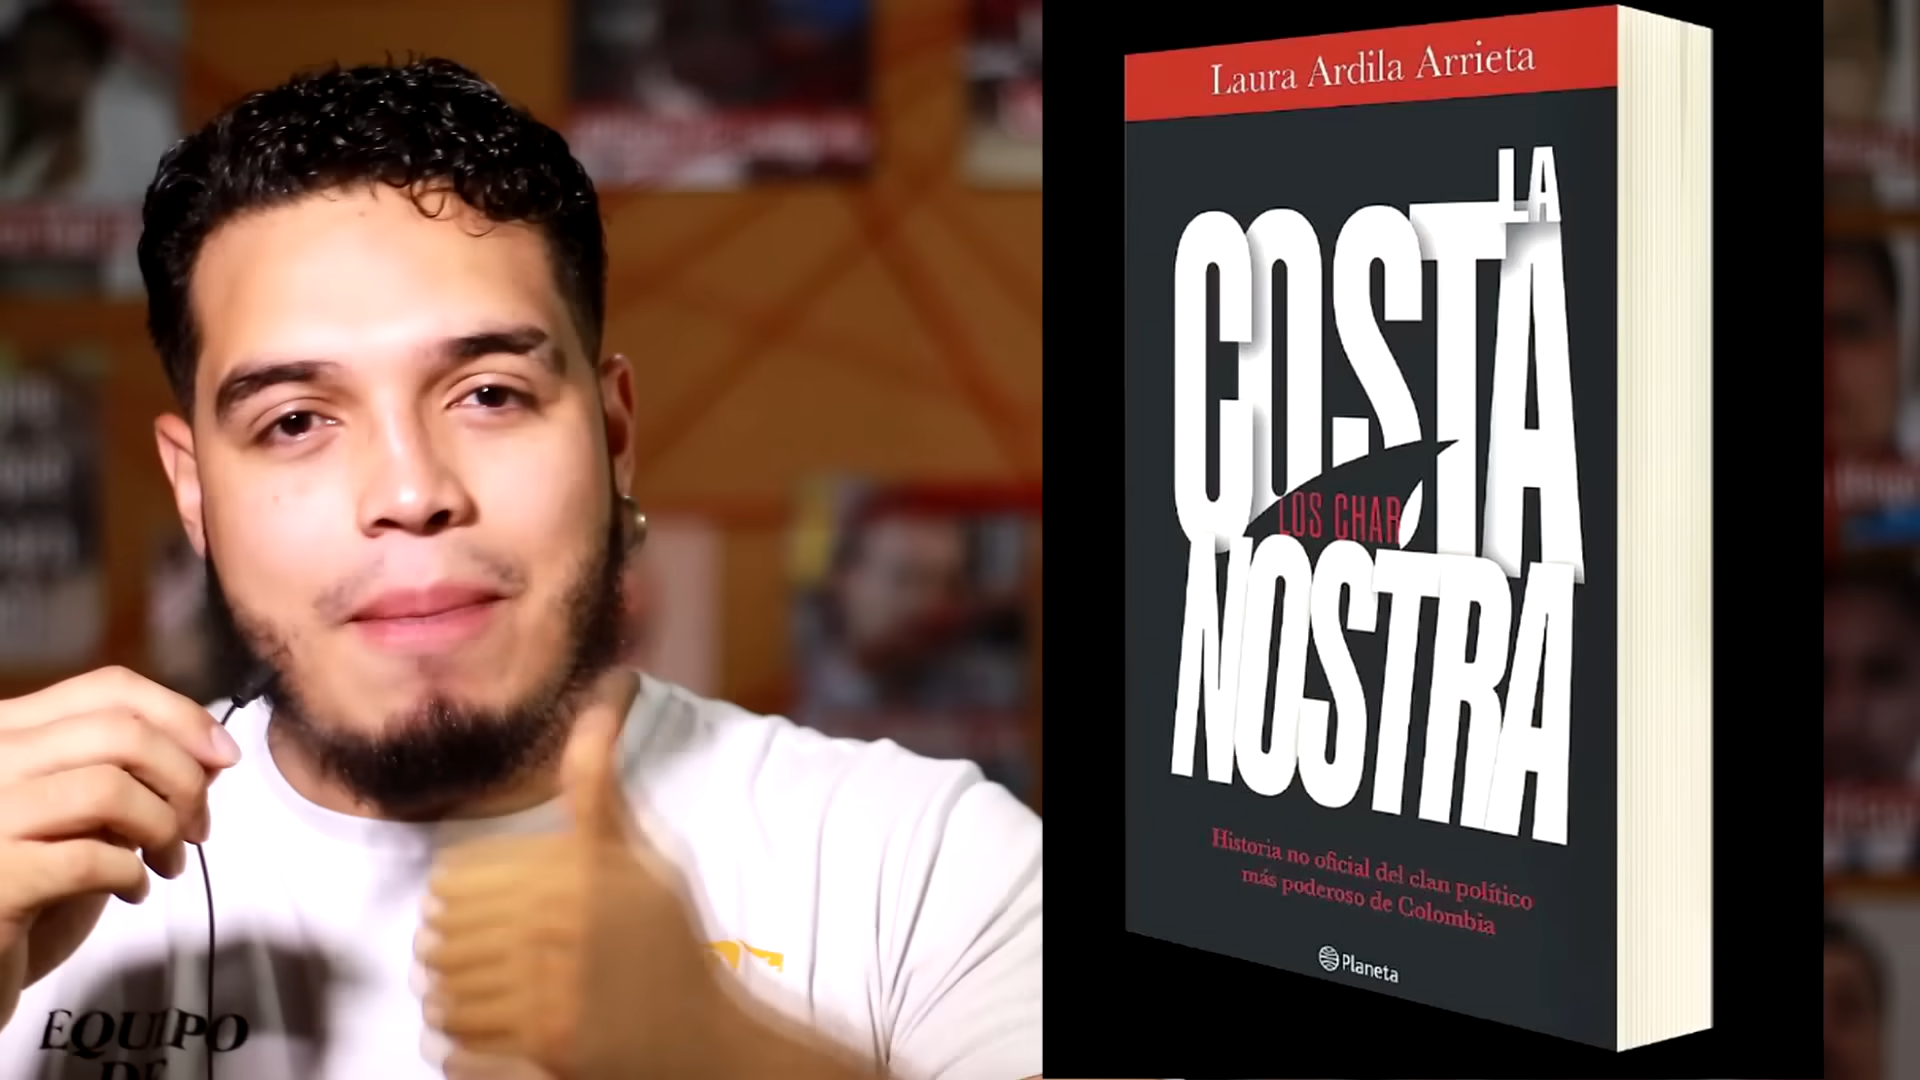 Laura Ardila Arrieta
LA
COSTA
LOS CHAR
NOSTRA
Historia no oficial del clan político
más poderoso de Colombia
Planeta
EQUIPO
DE